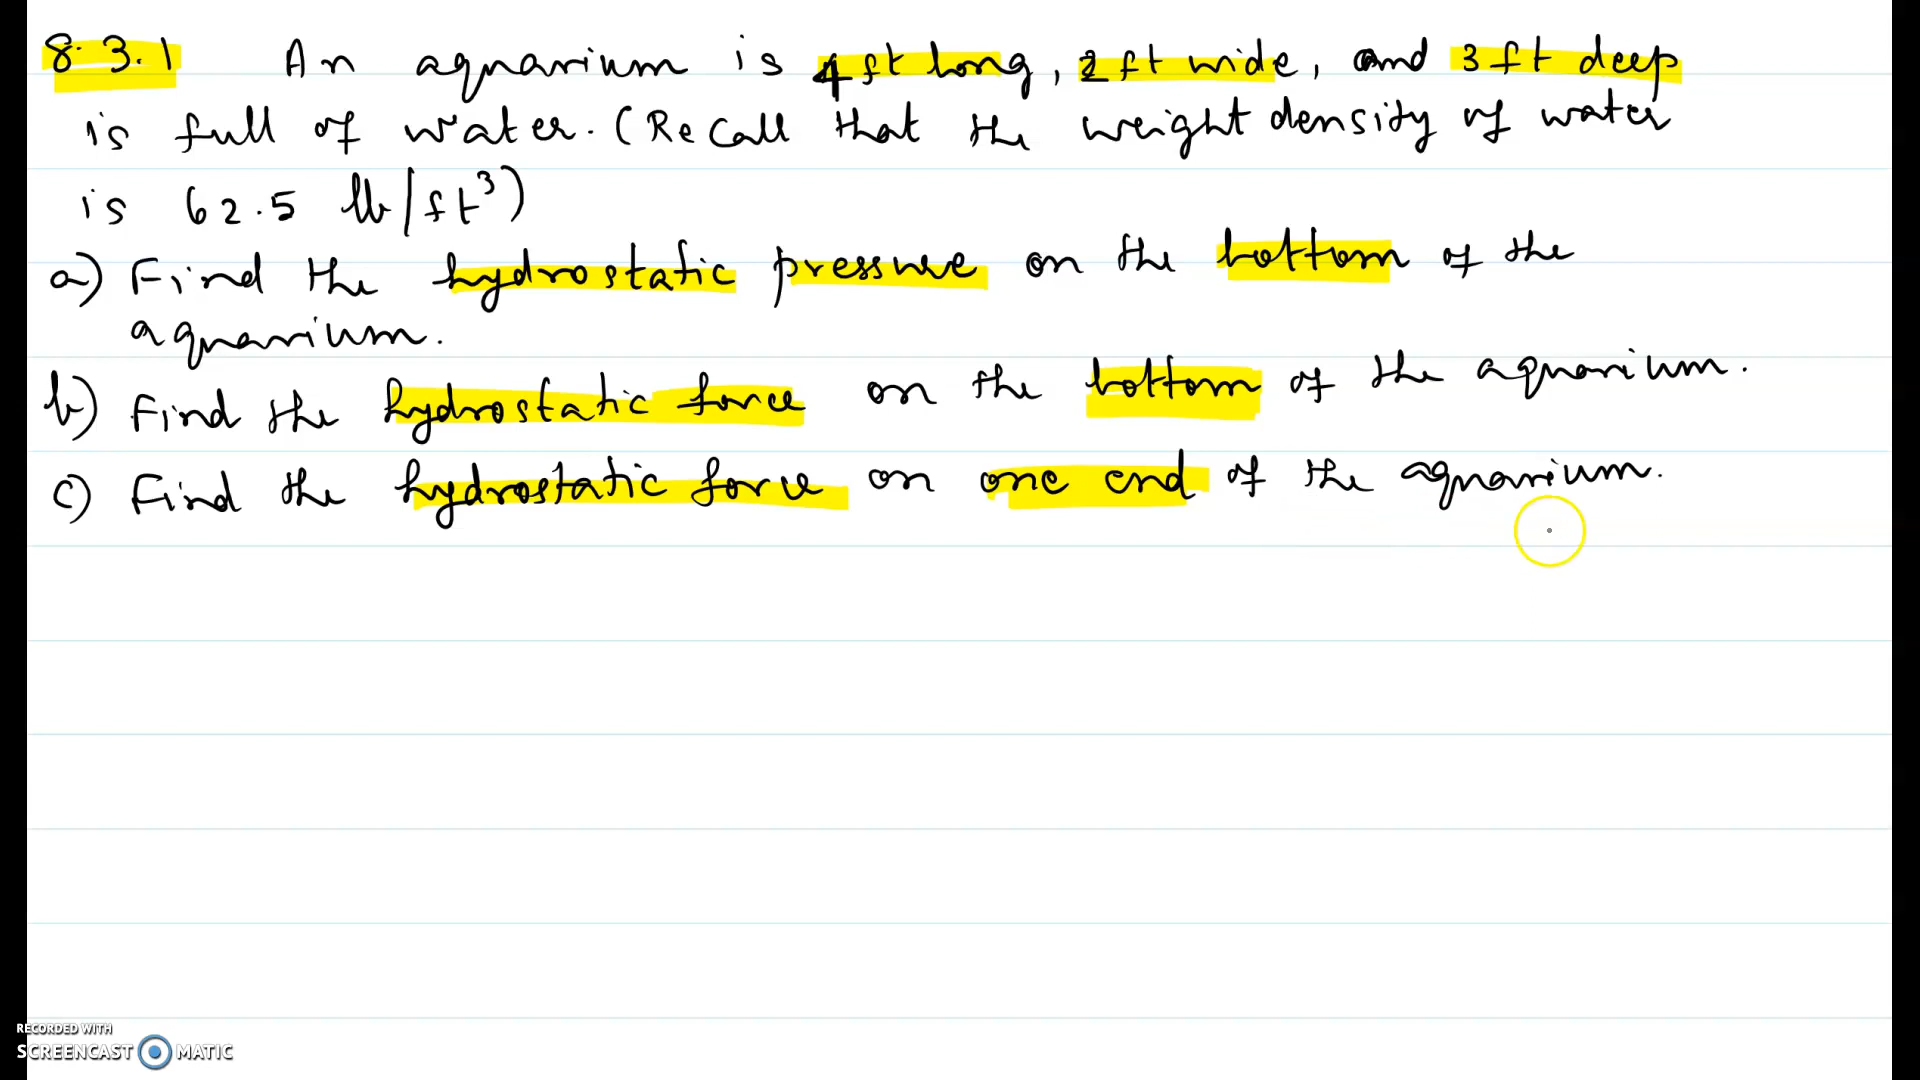 8.3.1 An aquarium is 4 ft long, 2 ft wide, and 3 ft deep
is full of water. (Recall that the weight density of water
is 62.5 lb/ft³)
a) Find the hydrostatic pressure on the bottom of the
aquarium.
b) Find the hydrostatic force on the bottom of the aquarium.
c) Find the hydrostatic force on one end of the aquarium.
RECORDED WITH
SCREENCAST MATIC